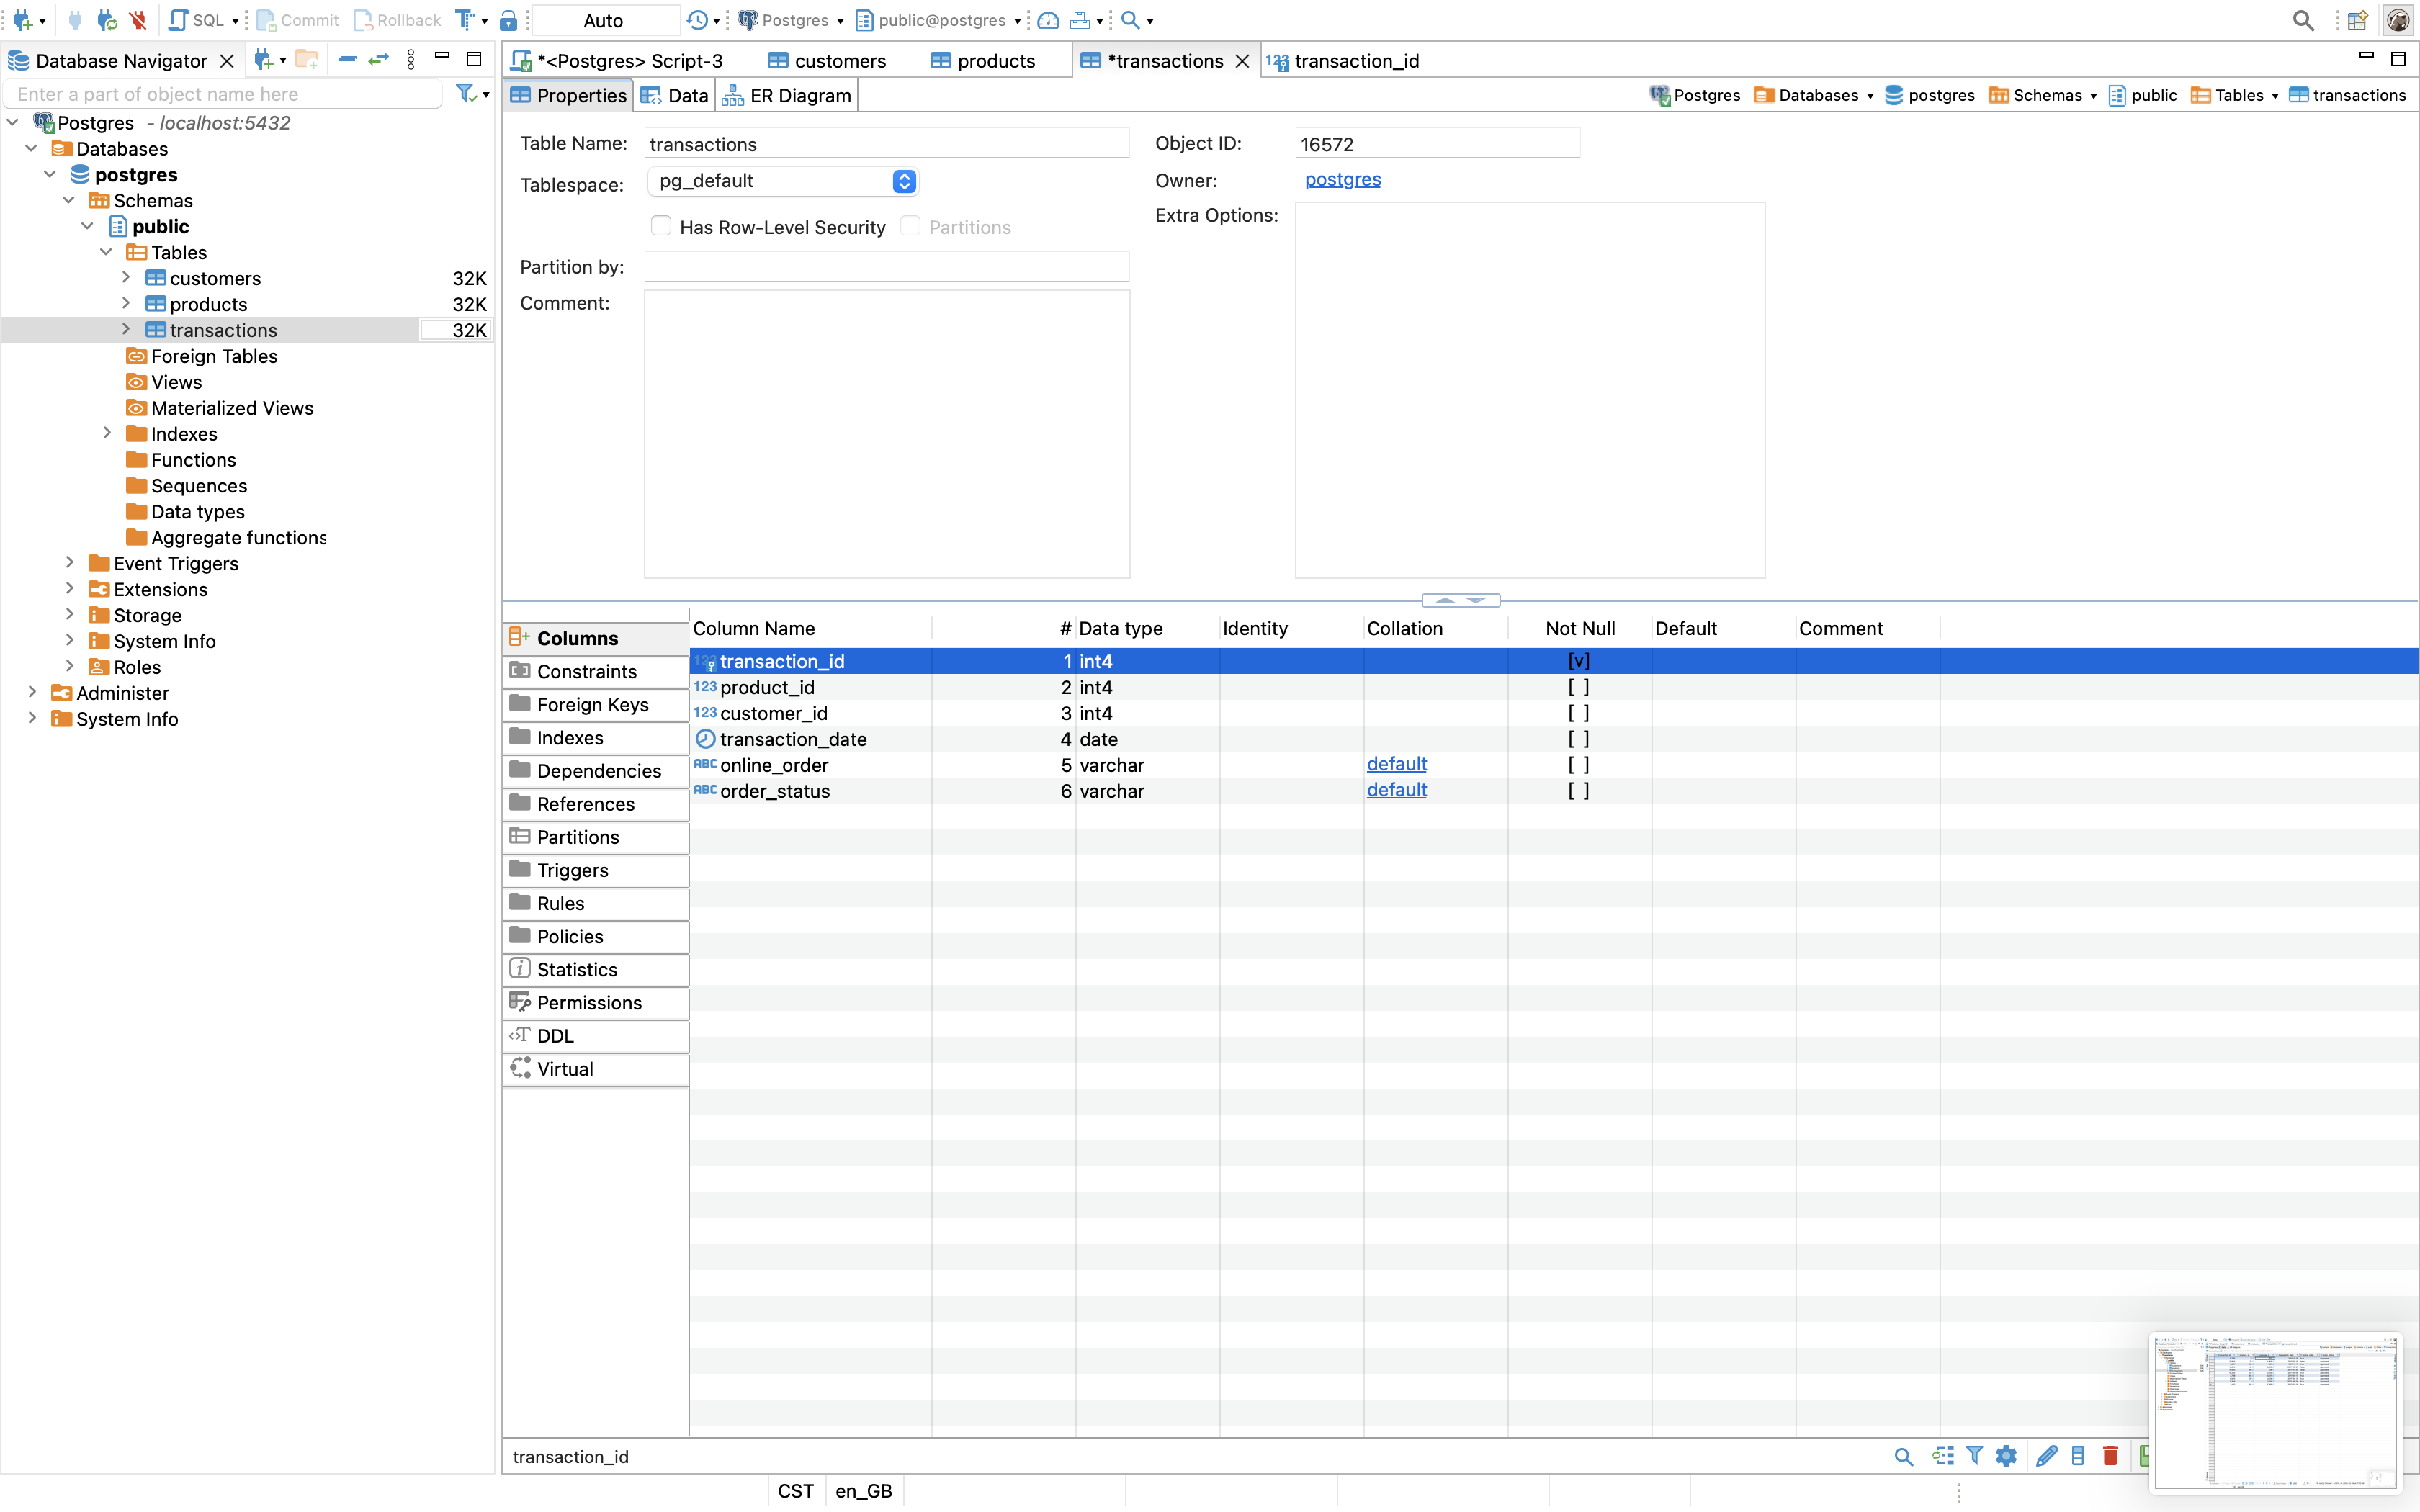 SQL Commit Rollback Auto Postgres public@postgres
Database Navigator
Enter a part of object name here
Postgres - localhost:5432
Databases
postgres
Schemas
public
Tables
customers 32K
products 32K
transactions 32K
Foreign Tables
Views
Materialized Views
Indexes
Functions
Sequences
Data types
Aggregate functions
Event Triggers
Extensions
Storage
System Info
Roles
Administer
System Info
*<Postgres> Script-3 customers products *transactions transaction_id
Properties Data ER Diagram Postgres Databases postgres Schemas public Tables transactions
Table Name: transactions
Tablespace: pg_default
Has Row-Level Security Partitions
Partition by:
Comment:
Object ID: 16572
Owner: postgres
Extra Options:
Columns
Constraints
Foreign Keys
Indexes
Dependencies
References
Partitions
Triggers
Rules
Policies
Statistics
Permissions
DDL
Virtual
Column Name # Data type Identity Collation Not Null Default Comment
123 transaction_id 1 int4 [v]
123 product_id 2 int4 [ ]
123 customer_id 3 int4 [ ]
transaction_date 4 date [ ]
ABC online_order 5 varchar default [ ]
ABC order_status 6 varchar default [ ]
transaction_id
CST en_GB